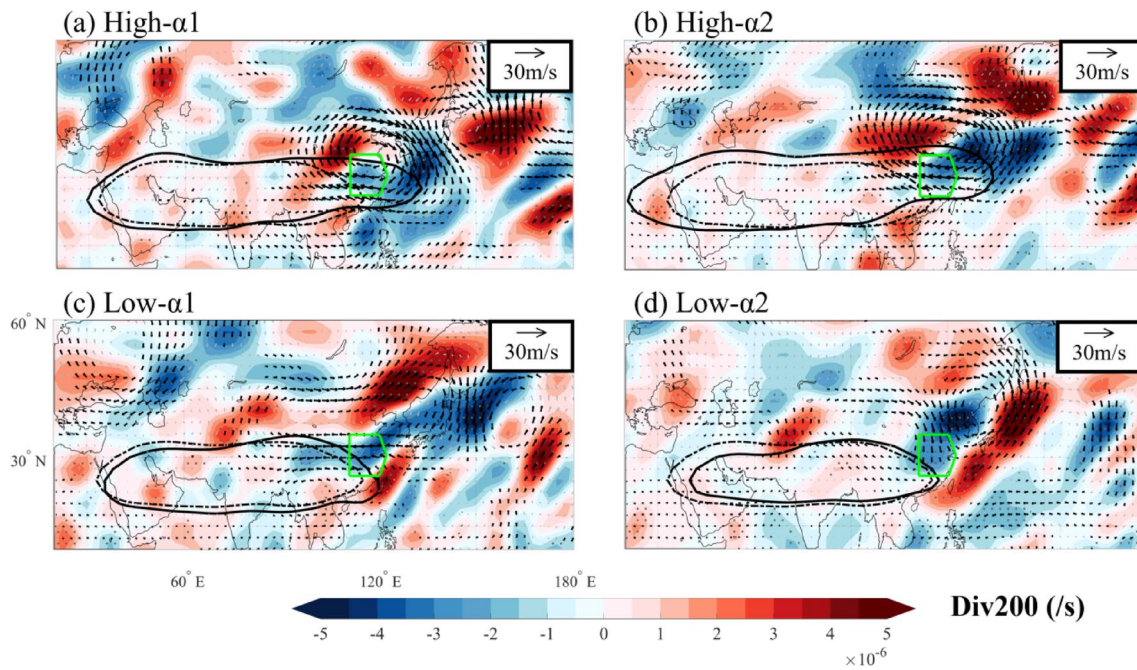 (a) High-α1
(b) High-α2
30m/s
30m/s
(c) Low-α1
(d) Low-α2
60° N
30m/s
30m/s
30° N
60° E
120° E
180° E
-5 -4 -3 -2 -1 0 1 2 3 4 5
×10-6
Div200 (/s)